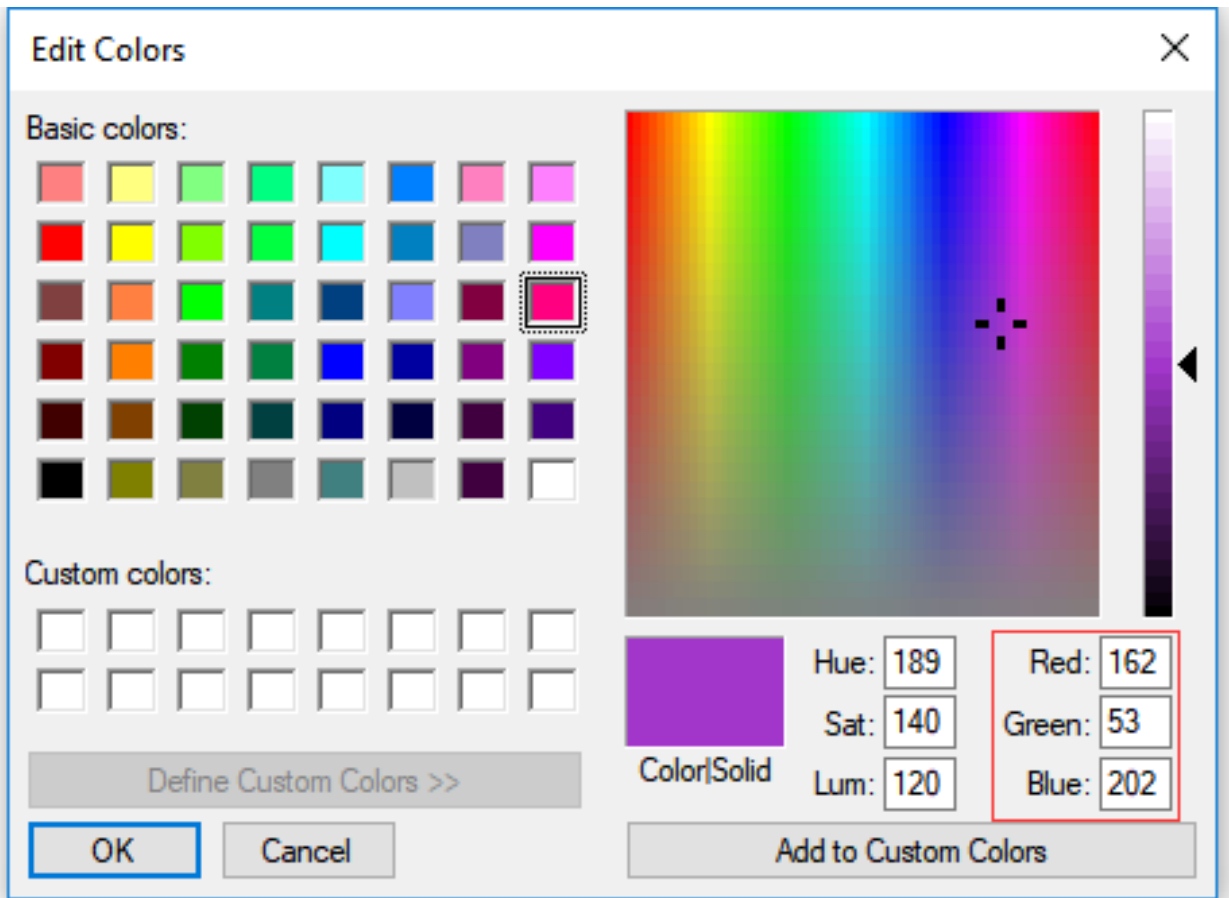 Edit Colors
Basic colors:
Custom colors:
Define Custom Colors >>
OK Cancel
Color|Solid
Hue: 189 Red: 162
Sat: 140 Green: 53
Lum: 120 Blue: 202
Add to Custom Colors